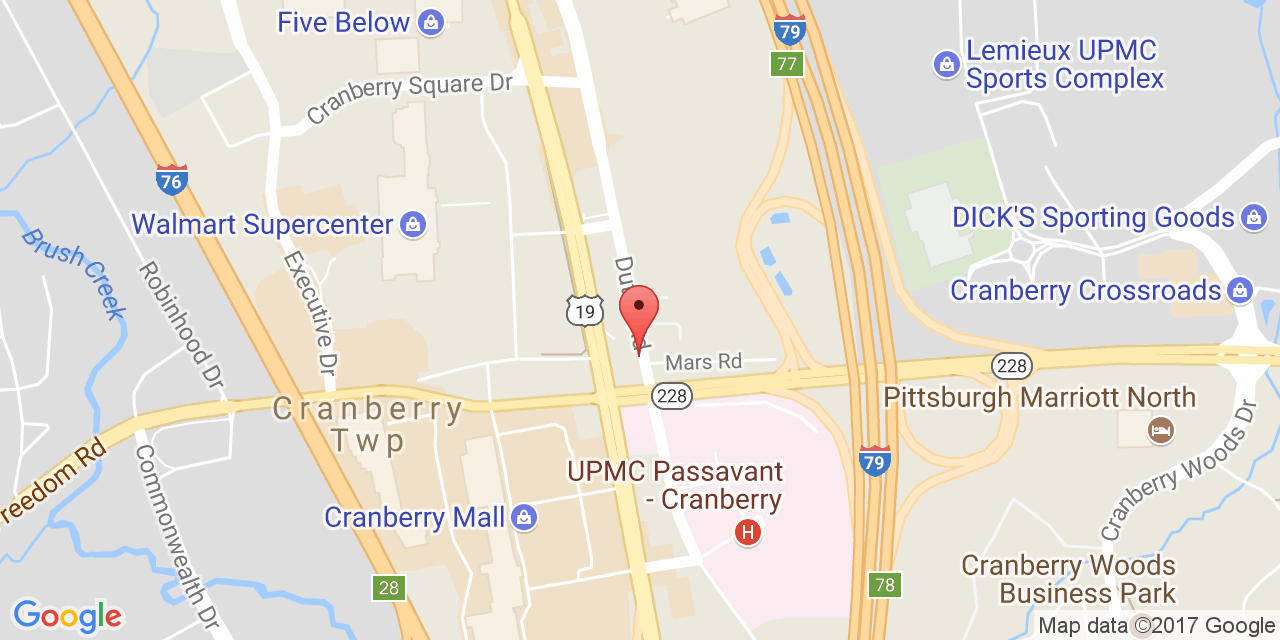 Five Below
79
77
Lemieux UPMC
Sports Complex
Cranberry Square Dr
76
Walmart Supercenter
DICK'S Sporting Goods
Brush Creek
Robinhood Dr
Executive Dr
Cranberry Crossroads
19
Mars Rd
228
228
Cranberry
Twp
Pittsburgh Marriott North
Freedom Rd
Commonwealth Dr
UPMC Passavant
- Cranberry
H
79
Cranberry Woods Dr
Cranberry Mall
28
78
Cranberry Woods
Business Park
Google
Map data ©2017 Google